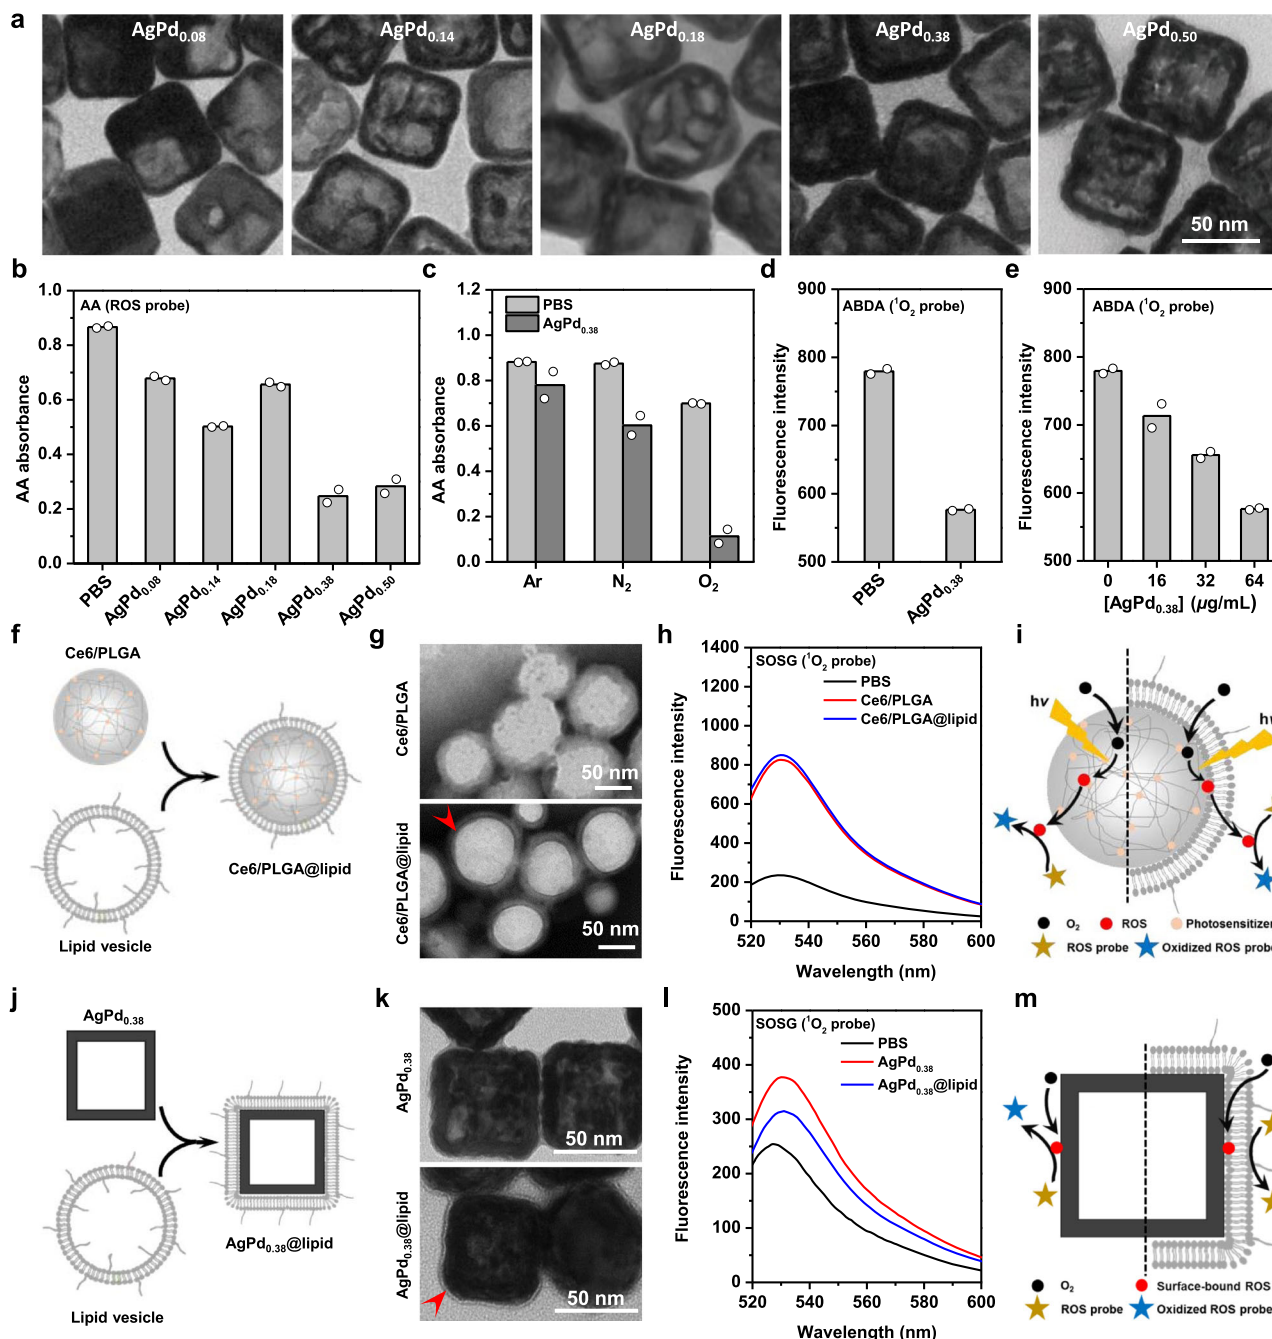 a
AgPd0.08
AgPd0.14
AgPd0.18
AgPd0.38
AgPd0.50
50 nm
b
AA (ROS probe)
AA absorbance
1.0
0.8
0.6
0.4
0.2
0.0
PBS
AgPd0.08
AgPd0.14
AgPd0.18
AgPd0.38
AgPd0.50
c
PBS
AgPd0.38
AA absorbance
1.2
1.0
0.8
0.6
0.4
0.2
0.0
Ar
N2
O2
d
ABDA (1O2 probe)
Fluorescence intensity
900
800
700
600
500
PBS
AgPd0.38
e
ABDA (1O2 probe)
Fluorescence intensity
900
800
700
600
500
0 16 32 64
[AgPd0.38] (µg/mL)
f
Ce6/PLGA
Ce6/PLGA@lipid
Lipid vesicle
g
Ce6/PLGA
50 nm
Ce6/PLGA@lipid
50 nm
h
SOSG (1O2 probe)
PBS
Ce6/PLGA
Ce6/PLGA@lipid
Fluorescence intensity
1400
1200
1000
800
600
400
200
0
520 540 560 580 600
Wavelength (nm)
i
hv
hv
O2 ROS Photosensitizer
ROS probe Oxidized ROS probe
j
AgPd0.38
AgPd0.38@lipid
Lipid vesicle
k
AgPd0.38
50 nm
AgPd0.38@lipid
50 nm
l
SOSG (1O2 probe)
PBS
AgPd0.38
AgPd0.38@lipid
Fluorescence intensity
500
400
300
200
100
0
520 540 560 580 600
Wavelength (nm)
m
O2 Surface-bound ROS
ROS probe Oxidized ROS probe